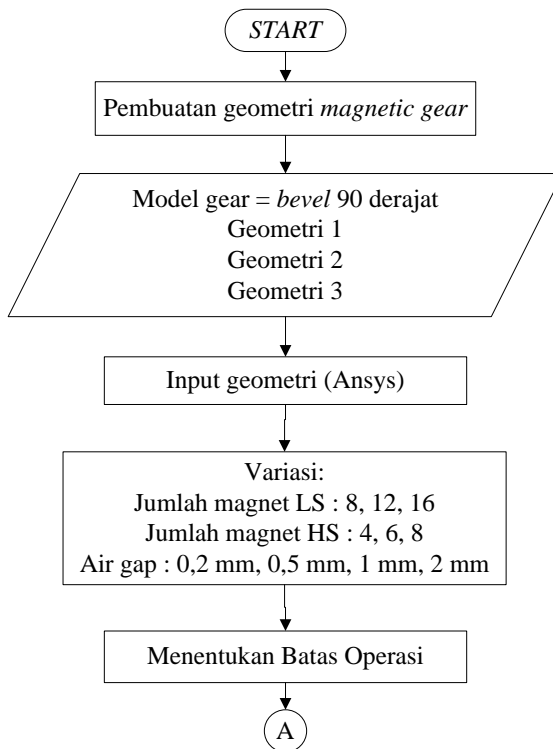 START
Pembuatan geometri magnetic gear
Model gear = bevel 90 derajat
Geometri 1
Geometri 2
Geometri 3
Input geometri (Ansys)
Variasi:
Jumlah magnet LS : 8, 12, 16
Jumlah magnet HS : 4, 6, 8
Air gap : 0,2 mm, 0,5 mm, 1 mm, 2 mm
Menentukan Batas Operasi
A